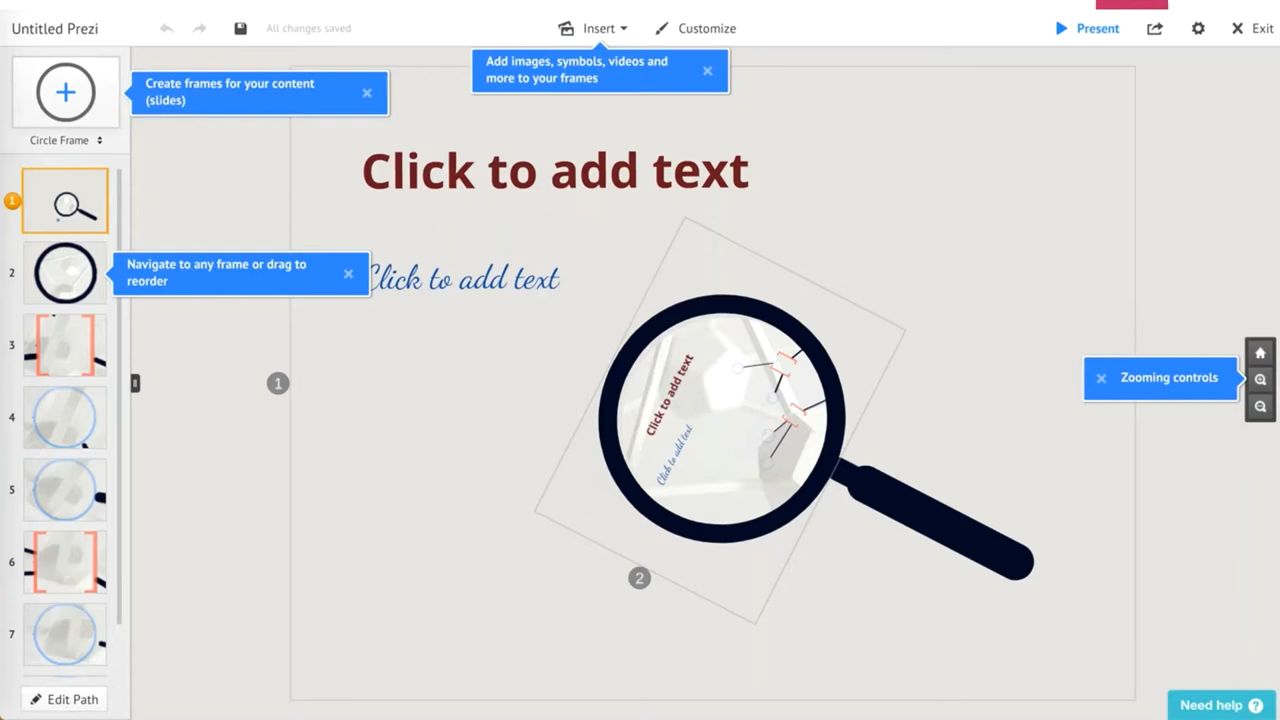 Untitled Prezi
All changes saved
Insert
Customize
Present
Exit
Add images, symbols, videos and
more to your frames
Create frames for your content
(slides)
Circle Frame
Click to add text
1
2
Navigate to any frame or drag to
reorder
Click to add text
Click to add text
Click to add text
3
1
Zooming controls
4
5
6
2
7
Edit Path
Need help ?